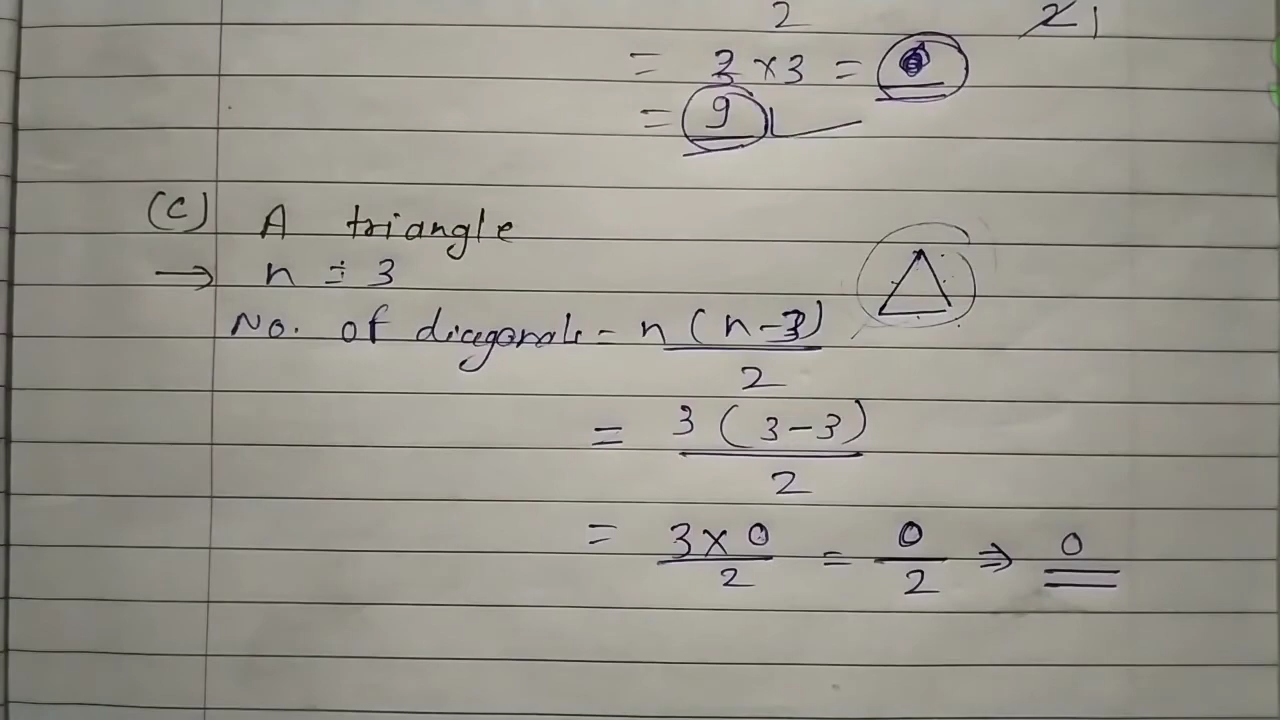 2
= 3 × 3 =
= 9
(C) A triangle
→ n = 3
No. of diagonals = n (n - 3)
2
= 3 (3 - 3)
2
= 3 × 0 = 0 ⇒ 0
2 2